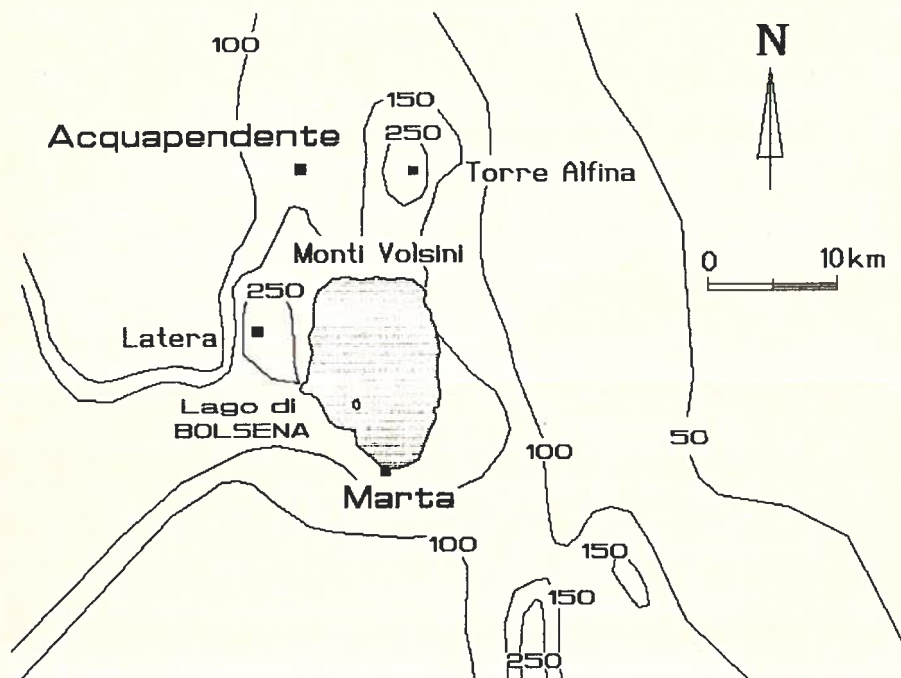 100
N
150
Acquapendente
250
Torre Alfina
Monti Volsini
0 10km
250
Latera
Lago di
BOLSENA
50
100
Marta
100
150
150
250